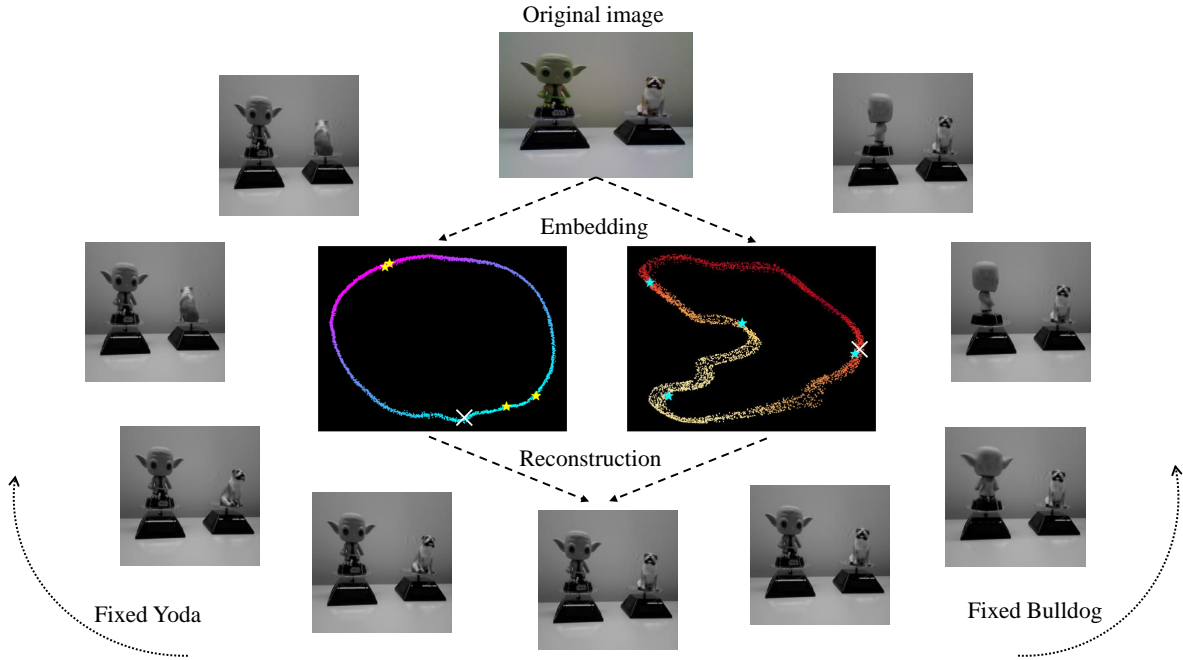 Original image
Embedding
Reconstruction
Fixed Yoda
Fixed Bulldog